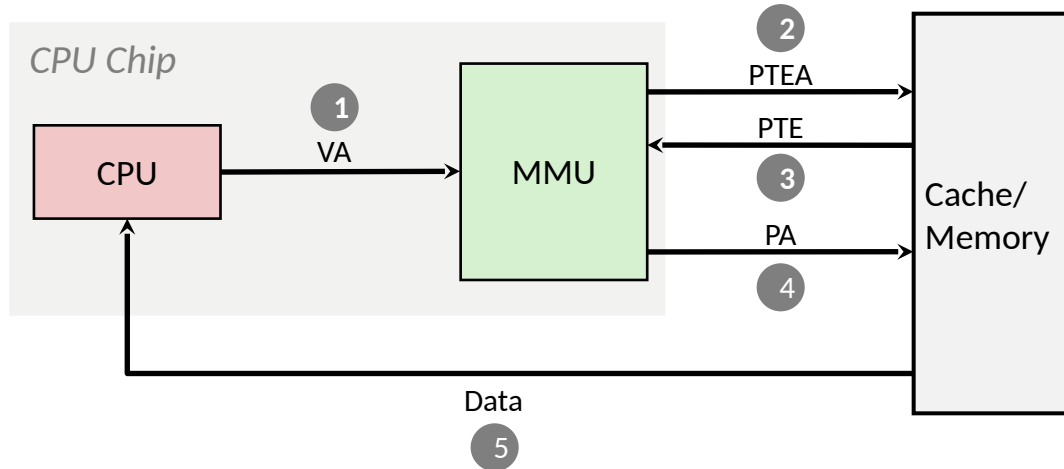 2
CPU Chip
PTEA
1
PTE
VA
CPU
MMU
3
Cache/
Memory
PA
4
Data
5